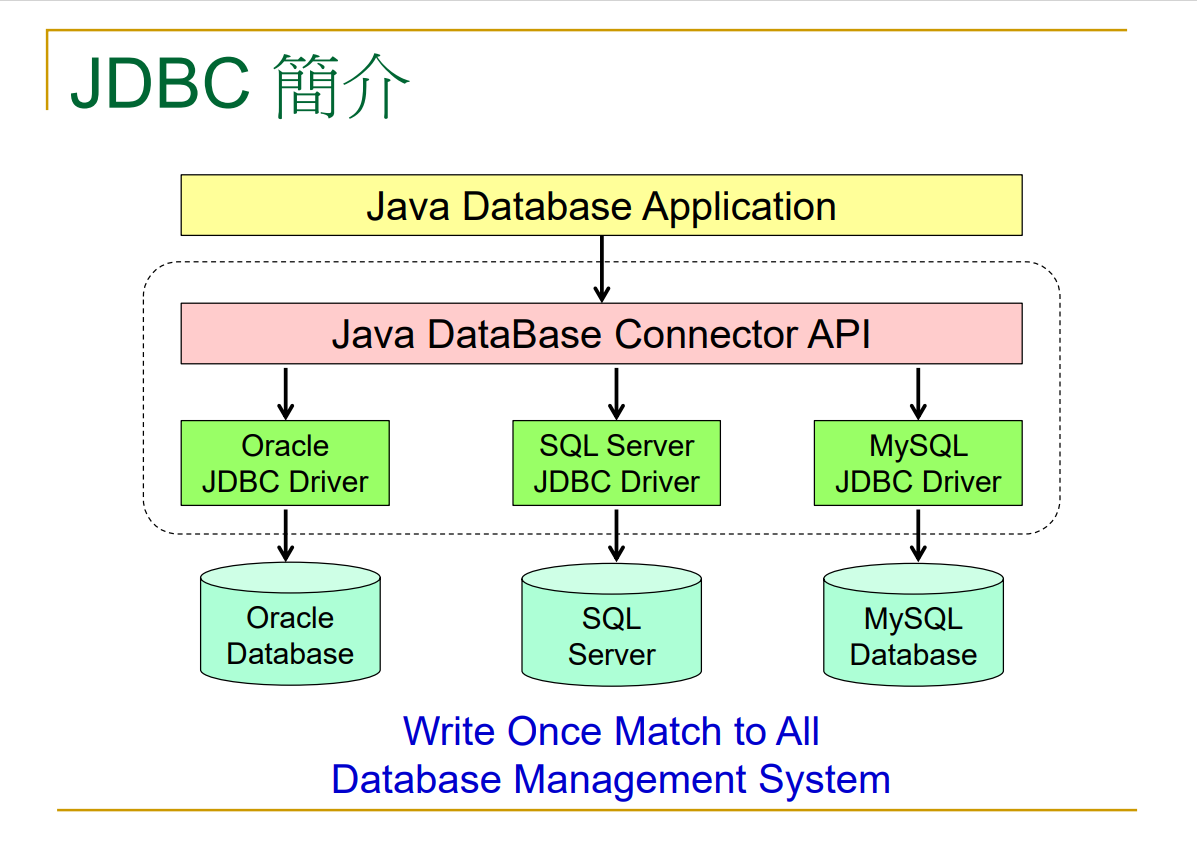 JDBC 簡介
Java Database Application
Java DataBase Connector API
Oracle
JDBC Driver
SQL Server
JDBC Driver
MySQL
JDBC Driver
Oracle
Database
SQL
Server
MySQL
Database
Write Once Match to All
Database Management System